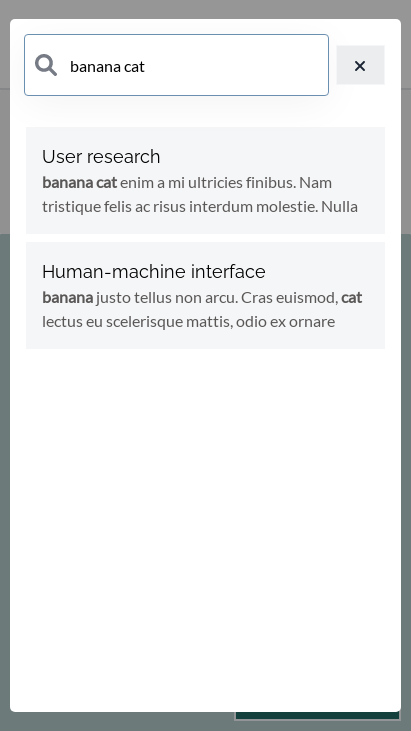 banana cat
User research
banana cat enim a mi ultricies finibus. Nam
tristique felis ac risus interdum molestie. Nulla
Human-machine interface
banana justo tellus non arcu. Cras euismod, cat
lectus eu scelerisque mattis, odio ex ornare